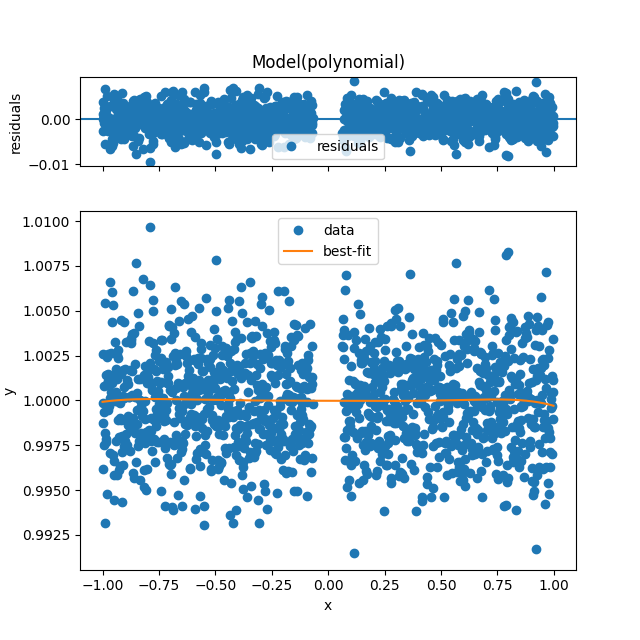 Model(polynomial)
residuals
0.00
−0.01
residuals
y
1.0100
1.0075
1.0050
1.0025
1.0000
0.9975
0.9950
0.9925
data
best-fit
−1.00 −0.75 −0.50 −0.25 0.00 0.25 0.50 0.75 1.00
x